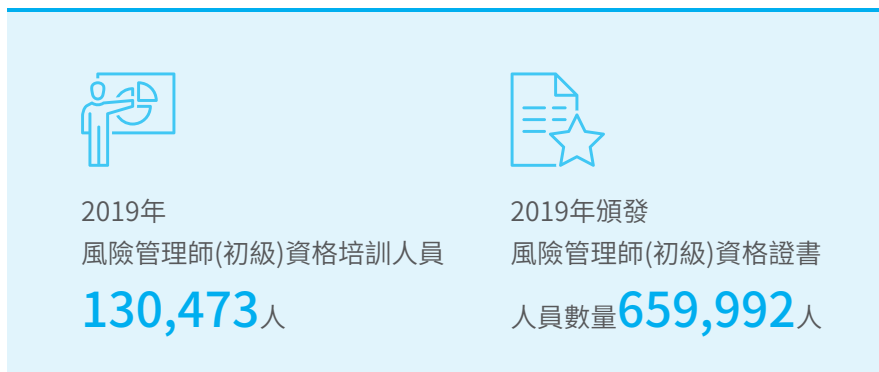 2019年
風險管理師(初級)資格培訓人員
130,473人
2019年頒發
風險管理師(初級)資格證書
人員數量659,992人